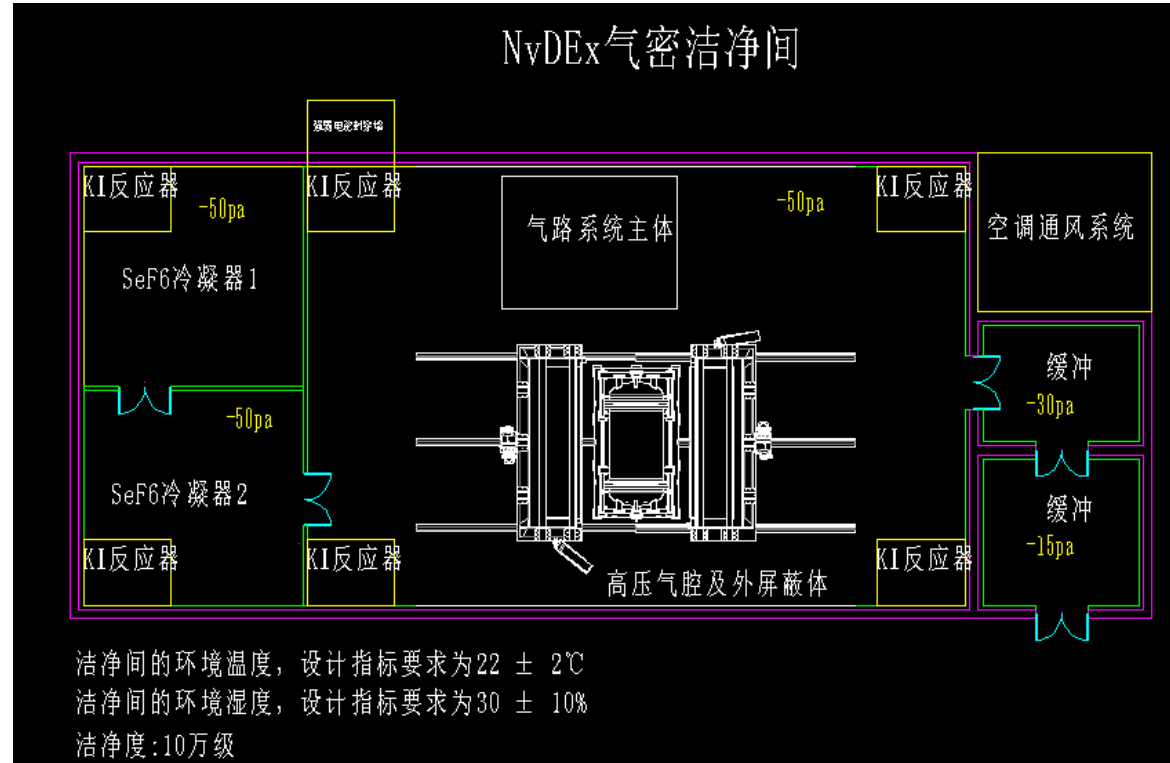 NvDEx气密洁净间
KI反应器
-50pa
KI反应器
气路系统主体
-50pa
KI反应器
空调通风系统
SeF6冷凝器1
缓冲
-30pa
-50pa
SeF6冷凝器2
缓冲
-15pa
KI反应器
KI反应器
高压气腔及外屏蔽体
KI反应器
洁净间的环境温度，设计指标要求为22 ± 2℃
洁净间的环境湿度，设计指标要求为30 ± 10%
洁净度:10万级